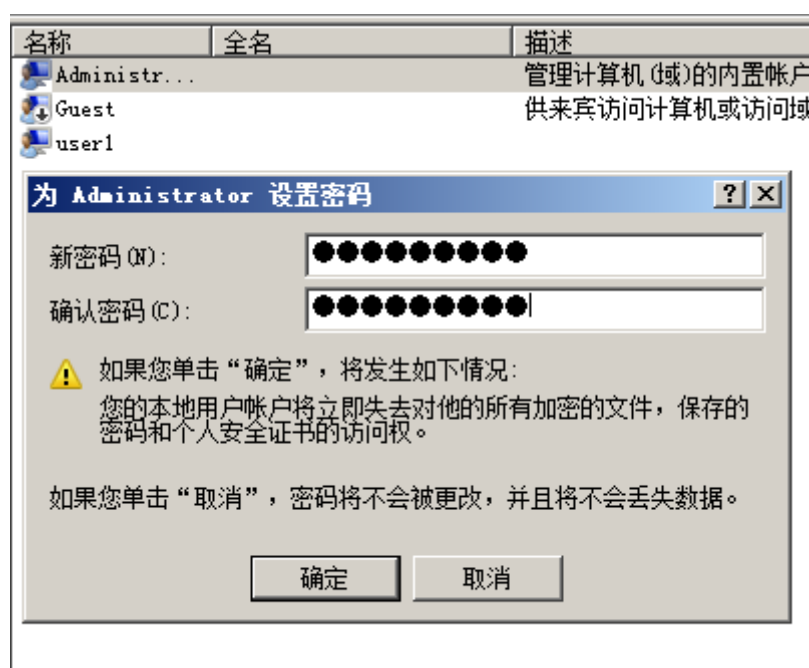 名称 全名 描述
Administr... 管理计算机(域)的内置帐户
Guest 供来宾访问计算机或访问域
user1
为 Administrator 设置密码
新密码(N): ●●●●●●●●●
确认密码(C): ●●●●●●●●●
如果您单击“确定”，将发生如下情况:
您的本地用户帐户将立即失去对他的所有加密的文件，保存的
密码和个人安全证书的访问权。
如果您单击“取消”，密码将不会被更改，并且将不会丢失数据。
确定 取消